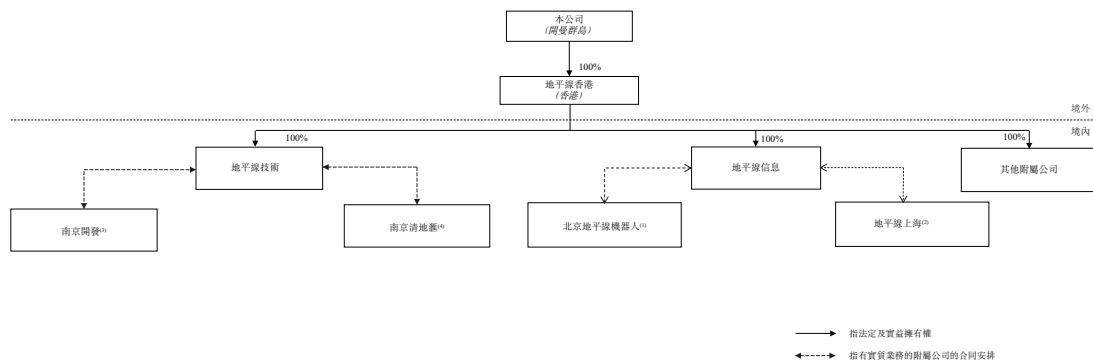 本公司
(開曼群島)
100%
地平線香港
(香港)
境外
境內
100%
100%
100%
地平線技術
地平線信息
其他附屬公司
南京開發(3)
南京清地(4)
北京地平線機器人(1)
地平線上海(2)
指法定及實益擁有權
指有實質業務的附屬公司的合同安排